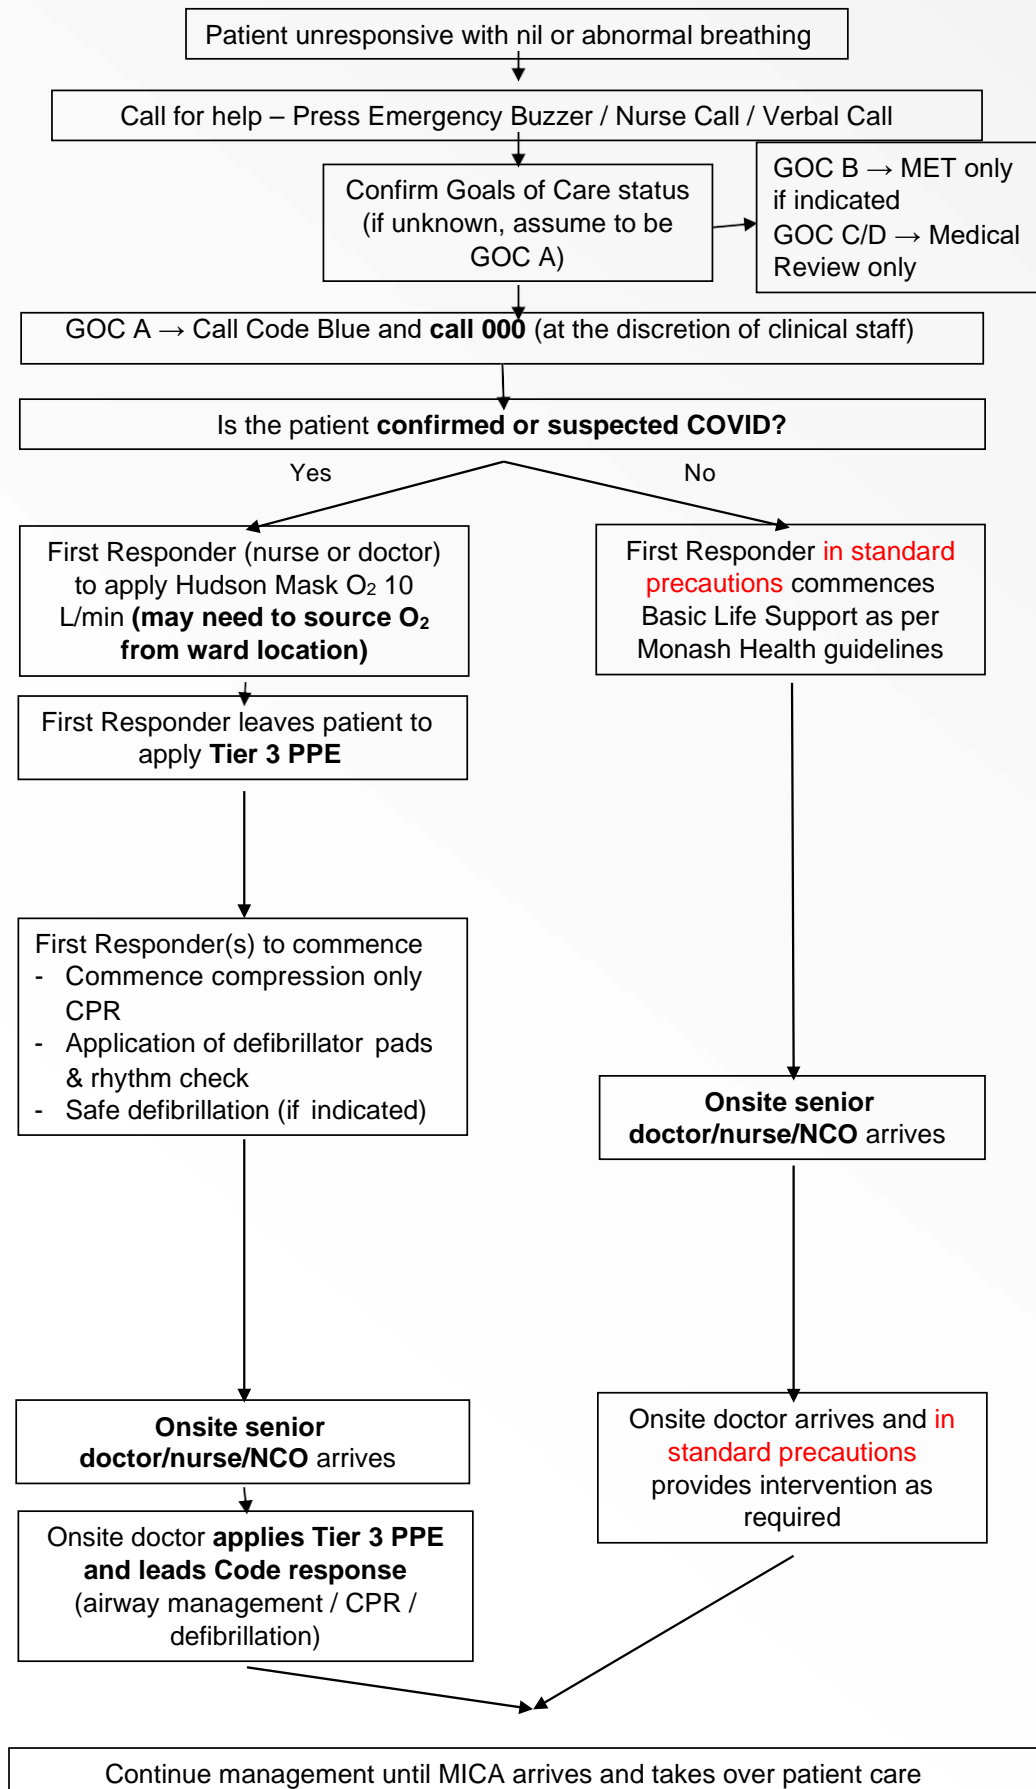 Patient unresponsive with nil or abnormal breathing
Call for help – Press Emergency Buzzer / Nurse Call / Verbal Call
Confirm Goals of Care status
(if unknown, assume to be
GOC A)
GOC B → MET only
if indicated
GOC C/D → Medical
Review only
GOC A → Call Code Blue and call 000 (at the discretion of clinical staff)
Is the patient confirmed or suspected COVID?
Yes
No
First Responder (nurse or doctor)
to apply Hudson Mask O₂ 10
L/min (may need to source O₂
from ward location)
First Responder leaves patient to
apply Tier 3 PPE
First Responder(s) to commence
- Commence compression only
CPR
- Application of defibrillator pads
& rhythm check
- Safe defibrillation (if indicated)
Onsite senior
doctor/nurse/NCO arrives
Onsite doctor applies Tier 3 PPE
and leads Code response
(airway management / CPR /
defibrillation)
First Responder in standard
precautions commences
Basic Life Support as per
Monash Health guidelines
Onsite senior
doctor/nurse/NCO arrives
Onsite doctor arrives and in
standard precautions
provides intervention as
required
Continue management until MICA arrives and takes over patient care